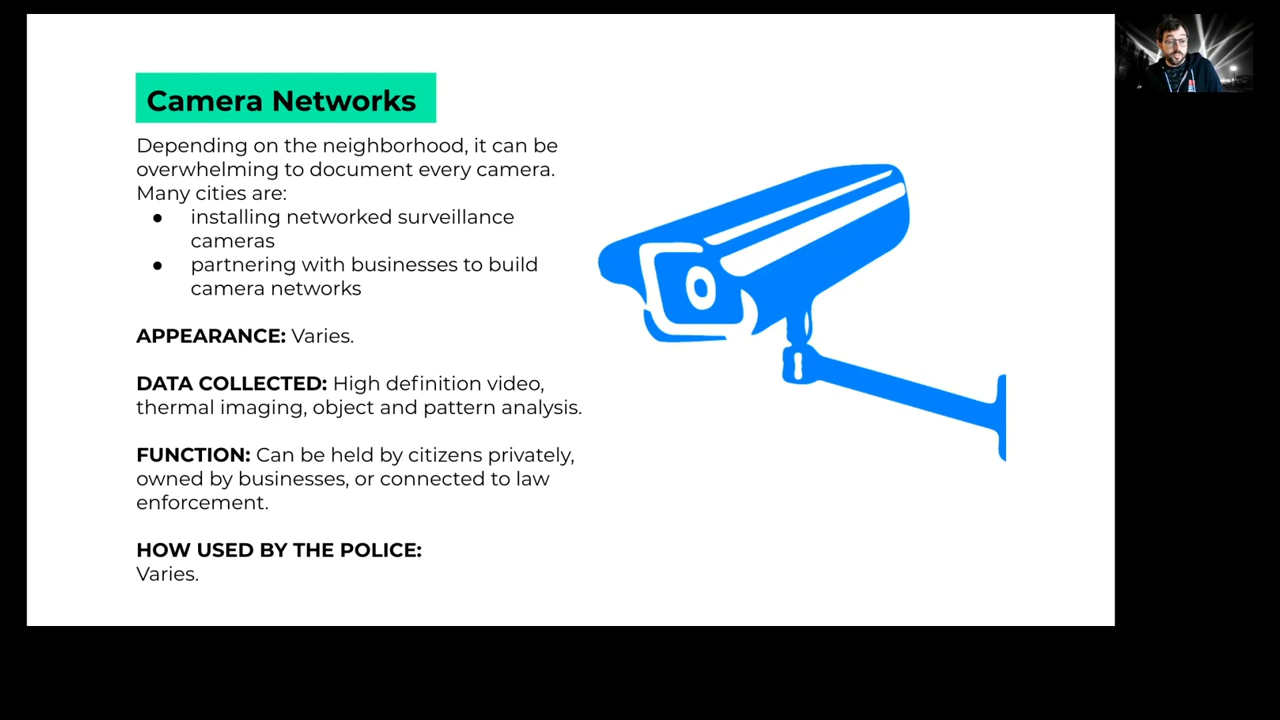 Camera Networks
Depending on the neighborhood, it can be
overwhelming to document every camera.
Many cities are:
● installing networked surveillance
cameras
● partnering with businesses to build
camera networks
APPEARANCE: Varies.
DATA COLLECTED: High definition video,
thermal imaging, object and pattern analysis.
FUNCTION: Can be held by citizens privately,
owned by businesses, or connected to law
enforcement.
HOW USED BY THE POLICE:
Varies.